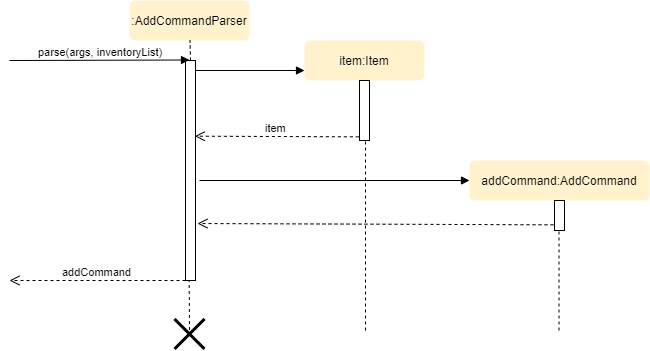 :AddCommandParser
parse(args, inventoryList)
item:Item
item
addCommand:AddCommand
addCommand